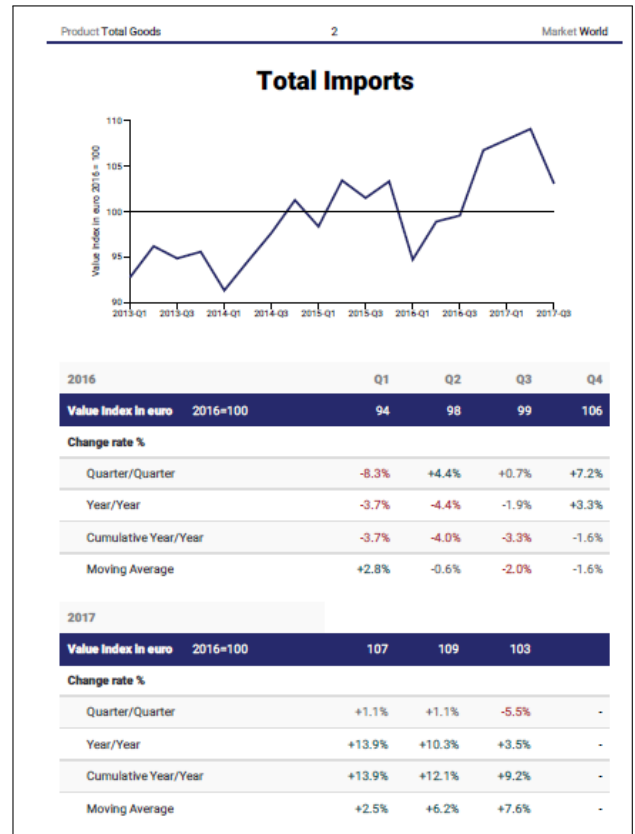 Product Total Goods 2 Market World
Total Imports
Value Index in euro 2016 = 100
110
105
100
95
90
2013-Q1 2013-Q3 2014-Q1 2014-Q3 2015-Q1 2015-Q3 2016-Q1 2016-Q3 2017-Q1 2017-Q3
2016 Q1 Q2 Q3 Q4
Value Index in euro 2016=100 94 98 99 106
Change rate %
Quarter/Quarter -8.3% +4.4% +0.7% +7.2%
Year/Year -3.7% -4.4% -1.9% +3.3%
Cumulative Year/Year -3.7% -4.0% -3.3% -1.6%
Moving Average +2.8% -0.6% -2.0% -1.6%
2017
Value Index in euro 2016=100 107 109 103
Change rate %
Quarter/Quarter +1.1% +1.1% -5.5% -
Year/Year +13.9% +10.3% +3.5% -
Cumulative Year/Year +13.9% +12.1% +9.2% -
Moving Average +2.5% +6.2% +7.6% -